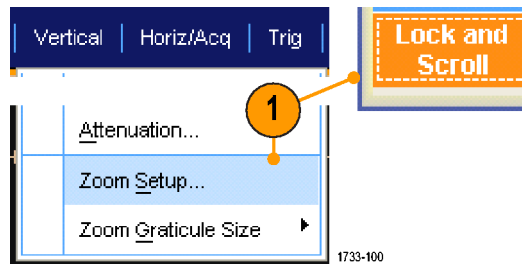 Vertical | Horiz/Acq | Trig |
Lock and
Scroll
1
Attenuation...
Zoom Setup...
Zoom Graticule Size
1733-100